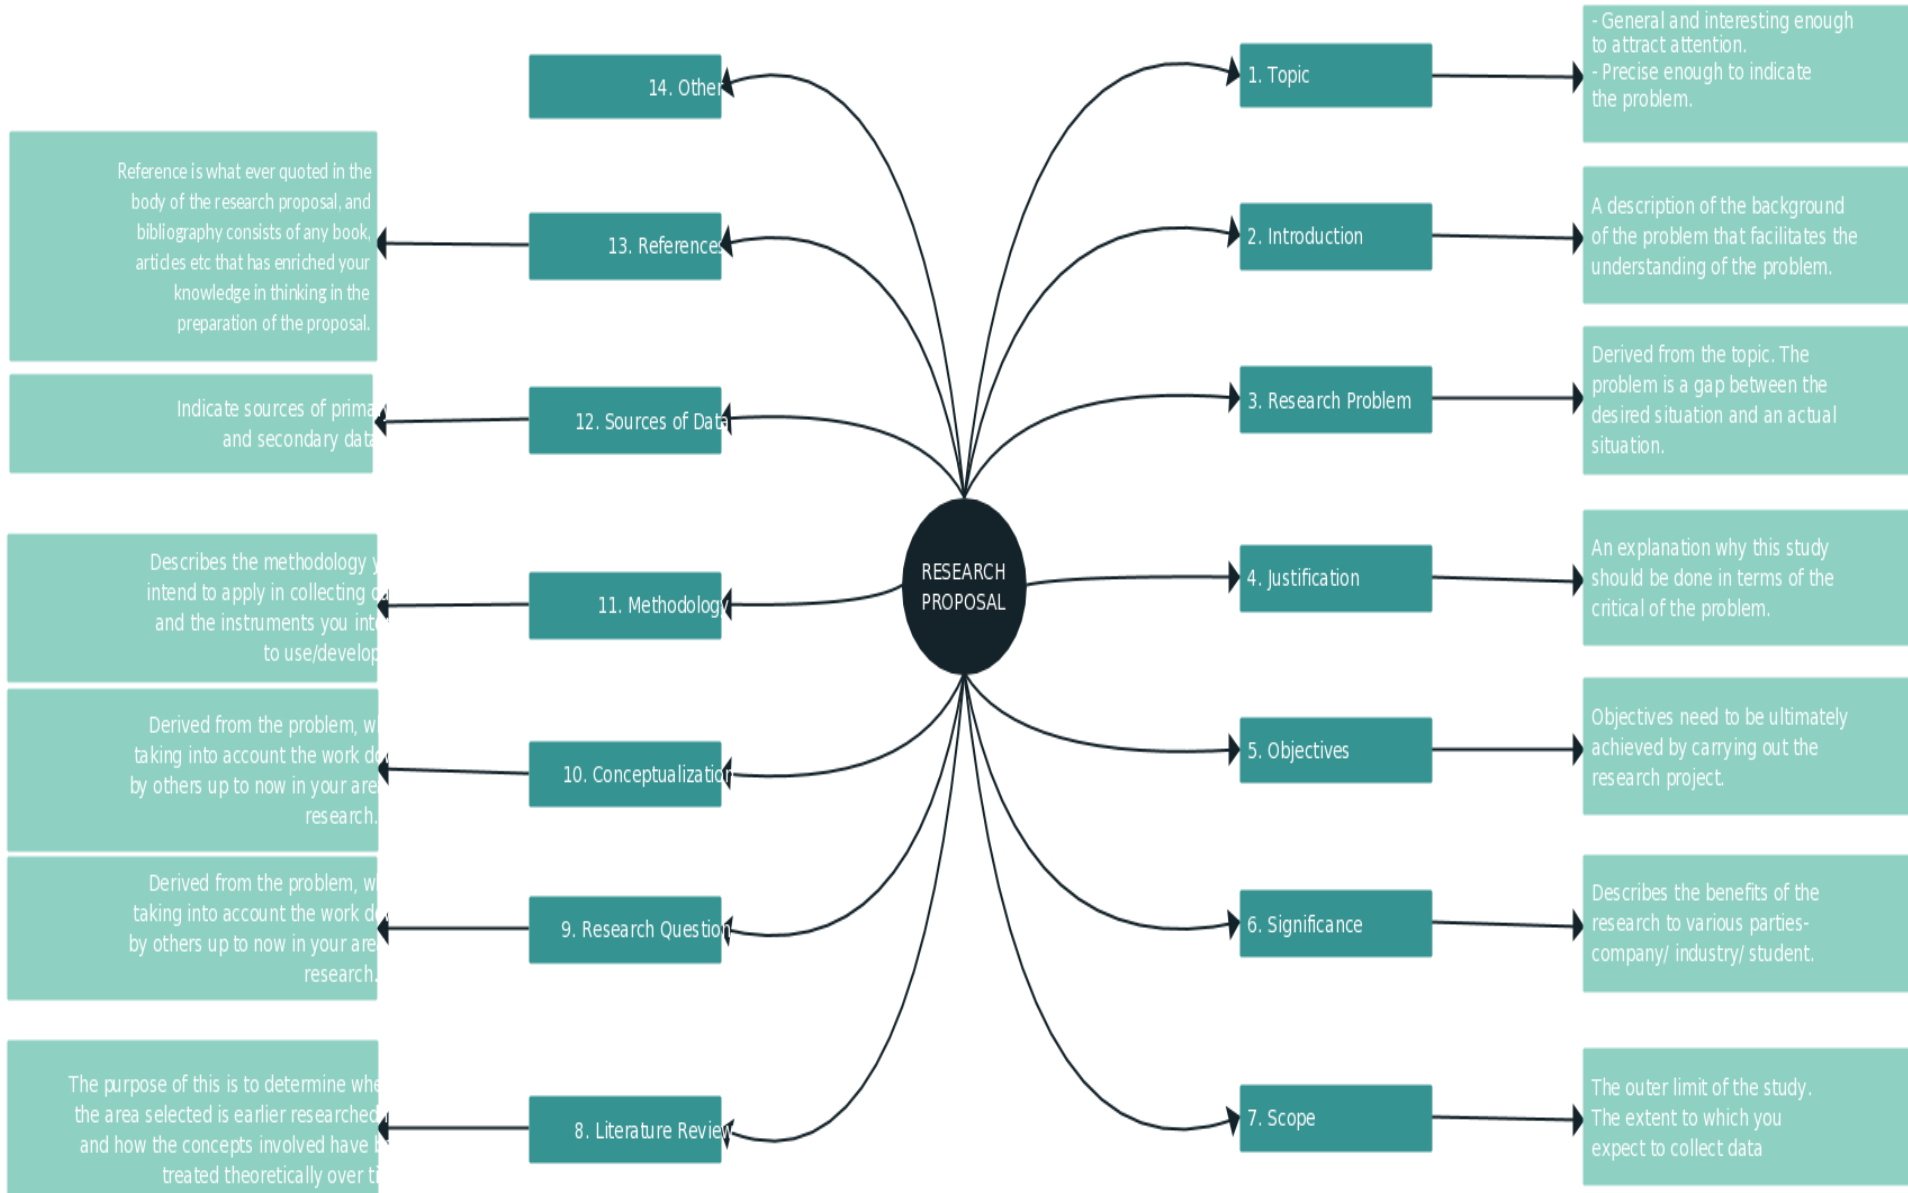 RESEARCH
PROPOSAL
1. Topic
- General and interesting enough
to attract attention.
- Precise enough to indicate
the problem.
2. Introduction
A description of the background
of the problem that facilitates the
understanding of the problem.
3. Research Problem
Derived from the topic. The
problem is a gap between the
desired situation and an actual
situation.
4. Justification
An explanation why this study
should be done in terms of the
critical of the problem.
5. Objectives
Objectives need to be ultimately
achieved by carrying out the
research project.
6. Significance
Describes the benefits of the
research to various parties-
company/ industry/ student.
7. Scope
The outer limit of the study.
The extent to which you
expect to collect data
8. Literature Review
The purpose of this is to determine
the area selected is earlier researched
and how the concepts involved have
treated theoretically over
9. Research Question
Derived from the problem,
taking into account the work
by others up to now in your
research.
10. Conceptualization
Derived from the problem,
taking into account the work
by others up to now in your
research.
11. Methodology
Describes the methodology
intend to apply in collecting
and the instruments you
to use/develop
12. Sources of Data
Indicate sources of
and secondary data
13. References
Reference is what ever quoted in the
body of the research proposal, and
bibliography consists of any book,
articles etc that has enriched your
knowledge in thinking in the
preparation of the proposal.
14. Other